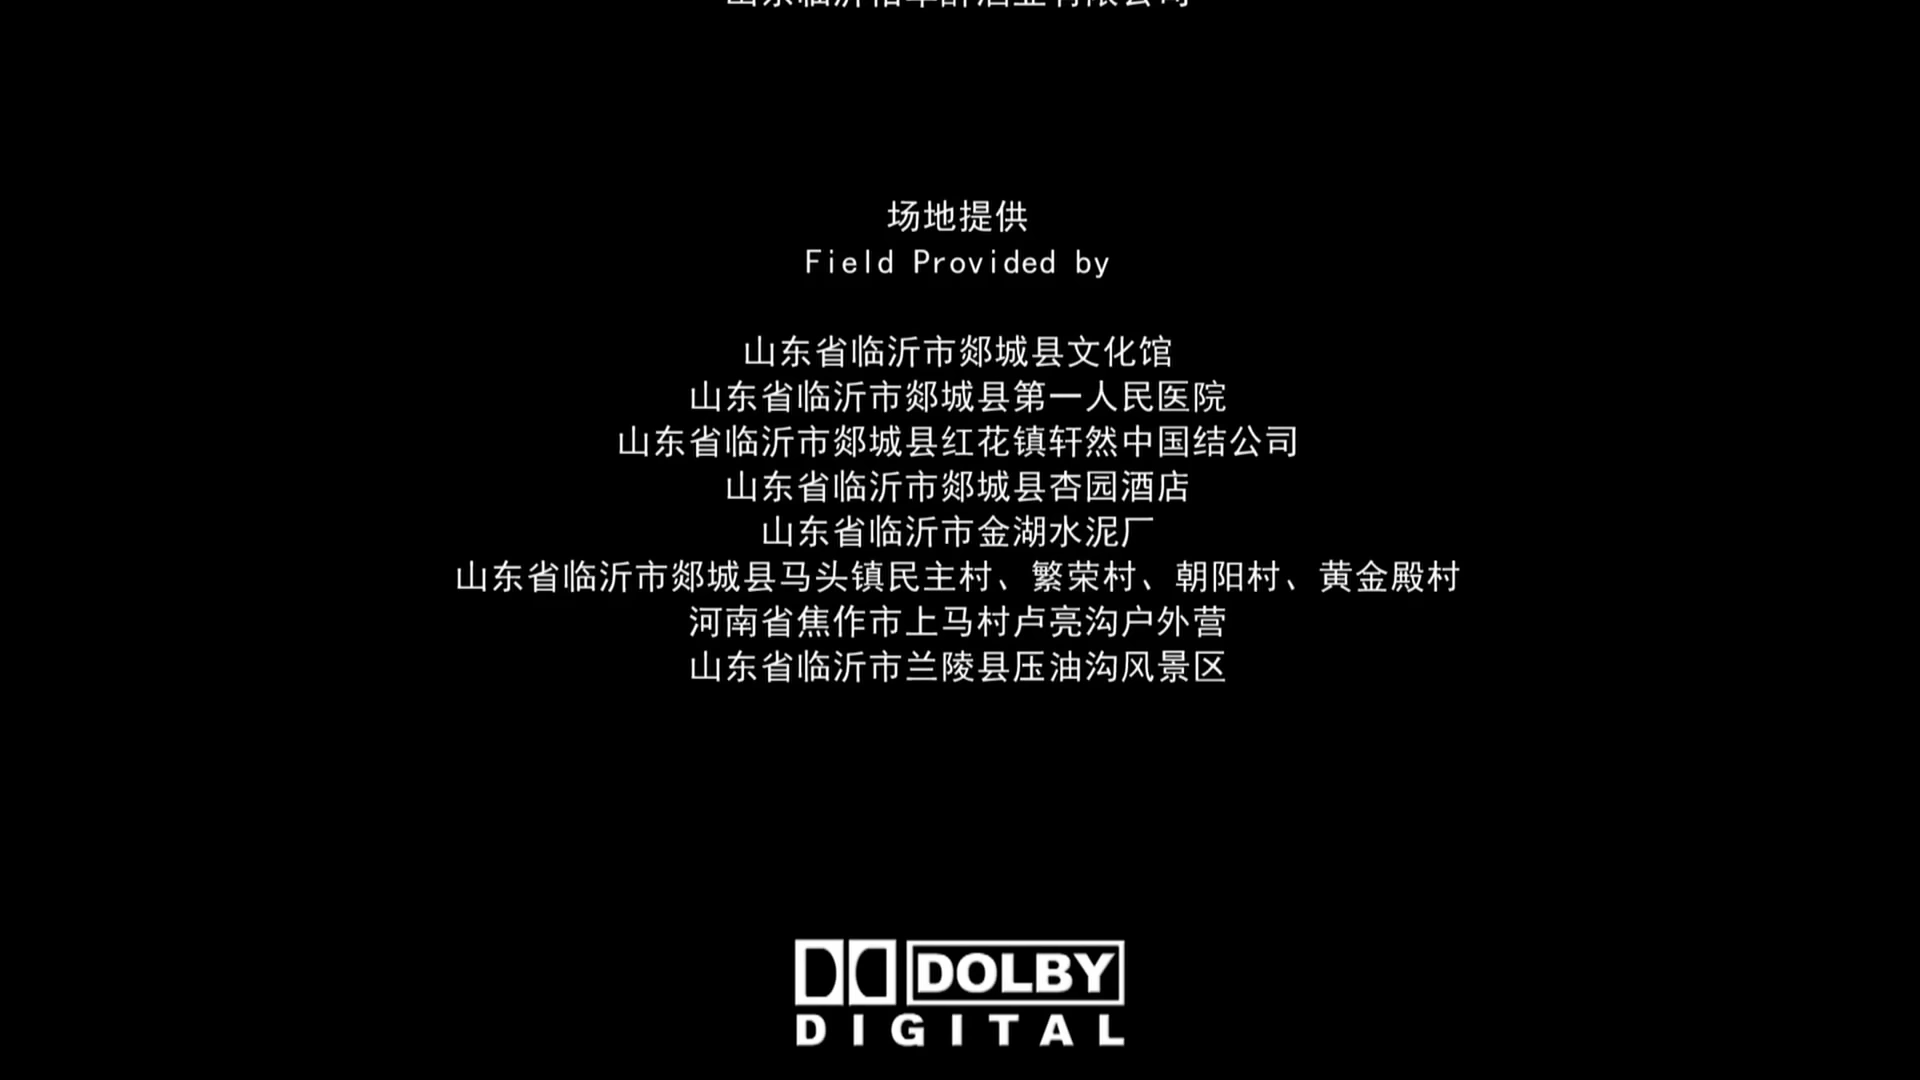 场地提供
Field Provided by
山东省临沂市郯城县文化馆
山东省临沂市郯城县第一人民医院
山东省临沂市郯城县红花镇轩然中国结公司
山东省临沂市郯城县杏园酒店
山东省临沂市金湖水泥厂
山东省临沂市郯城县马头镇民主村、繁荣村、朝阳村、黄金殿村
河南省焦作市上马村卢亮沟户外营
山东省临沂市兰陵县压油沟风景区
DOLBY
DIGITAL